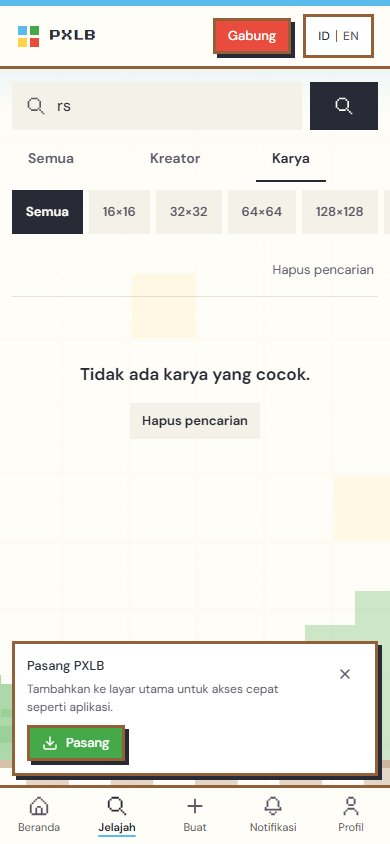 PXLB
Gabung
ID | EN
rs
Semua
Kreator
Karya
Semua
16×16
32×32
64×64
128×128
Hapus pencarian
Tidak ada karya yang cocok.
Hapus pencarian
Pasang PXLB
Tambahkan ke layar utama untuk akses cepat
seperti aplikasi.
Pasang
Beranda
Jelajah
Buat
Notifikasi
Profil